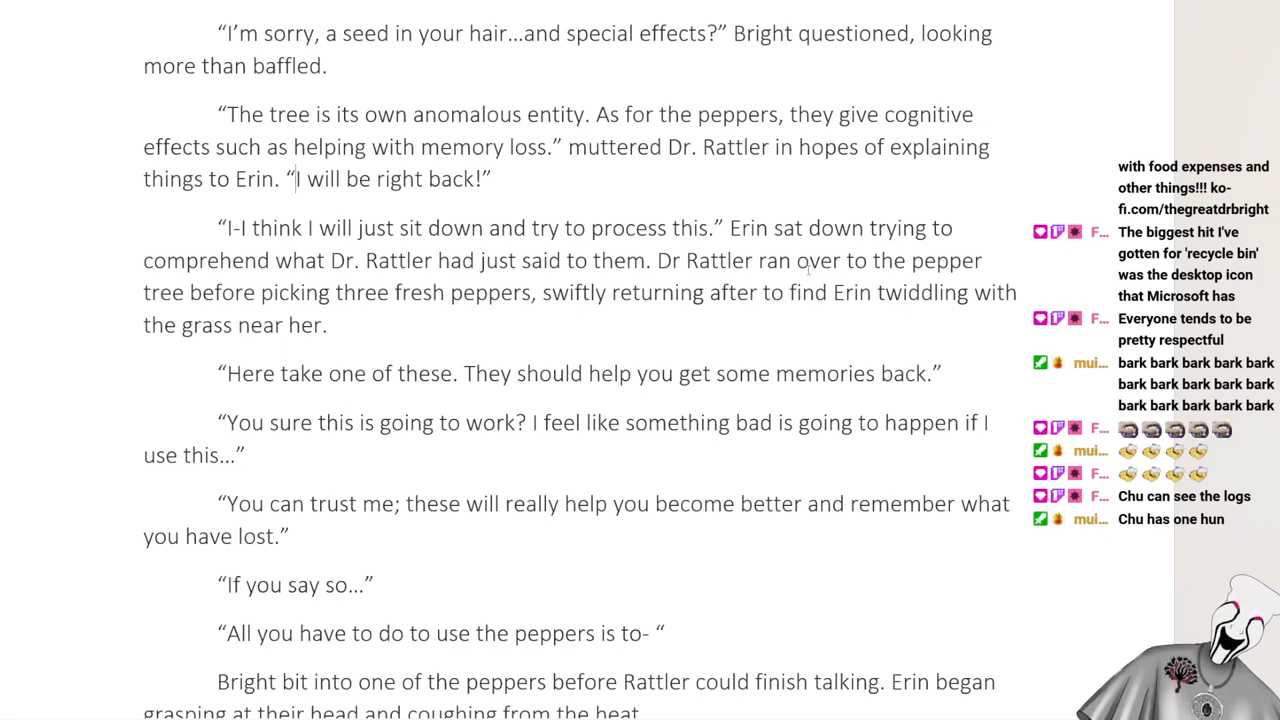 “I’m sorry, a seed in your hair…and special effects?” Bright questioned, looking
more than baffled.
“The tree is its own anomalous entity. As for the peppers, they give cognitive
effects such as helping with memory loss.” muttered Dr. Rattler in hopes of explaining
things to Erin. “I will be right back!”
“I-I think I will just sit down and try to process this.” Erin sat down trying to
comprehend what Dr. Rattler had just said to them. Dr Rattler ran over to the pepper
tree before picking three fresh peppers, swiftly returning after to find Erin twiddling with
the grass near her.
“Here take one of these. They should help you get some memories back.”
“You sure this is going to work? I feel like something bad is going to happen if I
use this…”
“You can trust me; these will really help you become better and remember what
you have lost.”
“If you say so…”
“All you have to do to use the peppers is to- “
Bright bit into one of the peppers before Rattler could finish talking. Erin began
grasping at their head and coughing from the heat
with food expenses and
other things!!! ko-
fi.com/thegreatdrbright
F... The biggest hit I've
gotten for 'recycle bin'
was the desktop icon
that Microsoft has
F... Everyone tends to be
pretty respectful
mui... bark bark bark bark bark
bark bark bark bark bark
bark bark bark bark bark
F...
mui...
F...
F... Chu can see the logs
mui... Chu has one hun